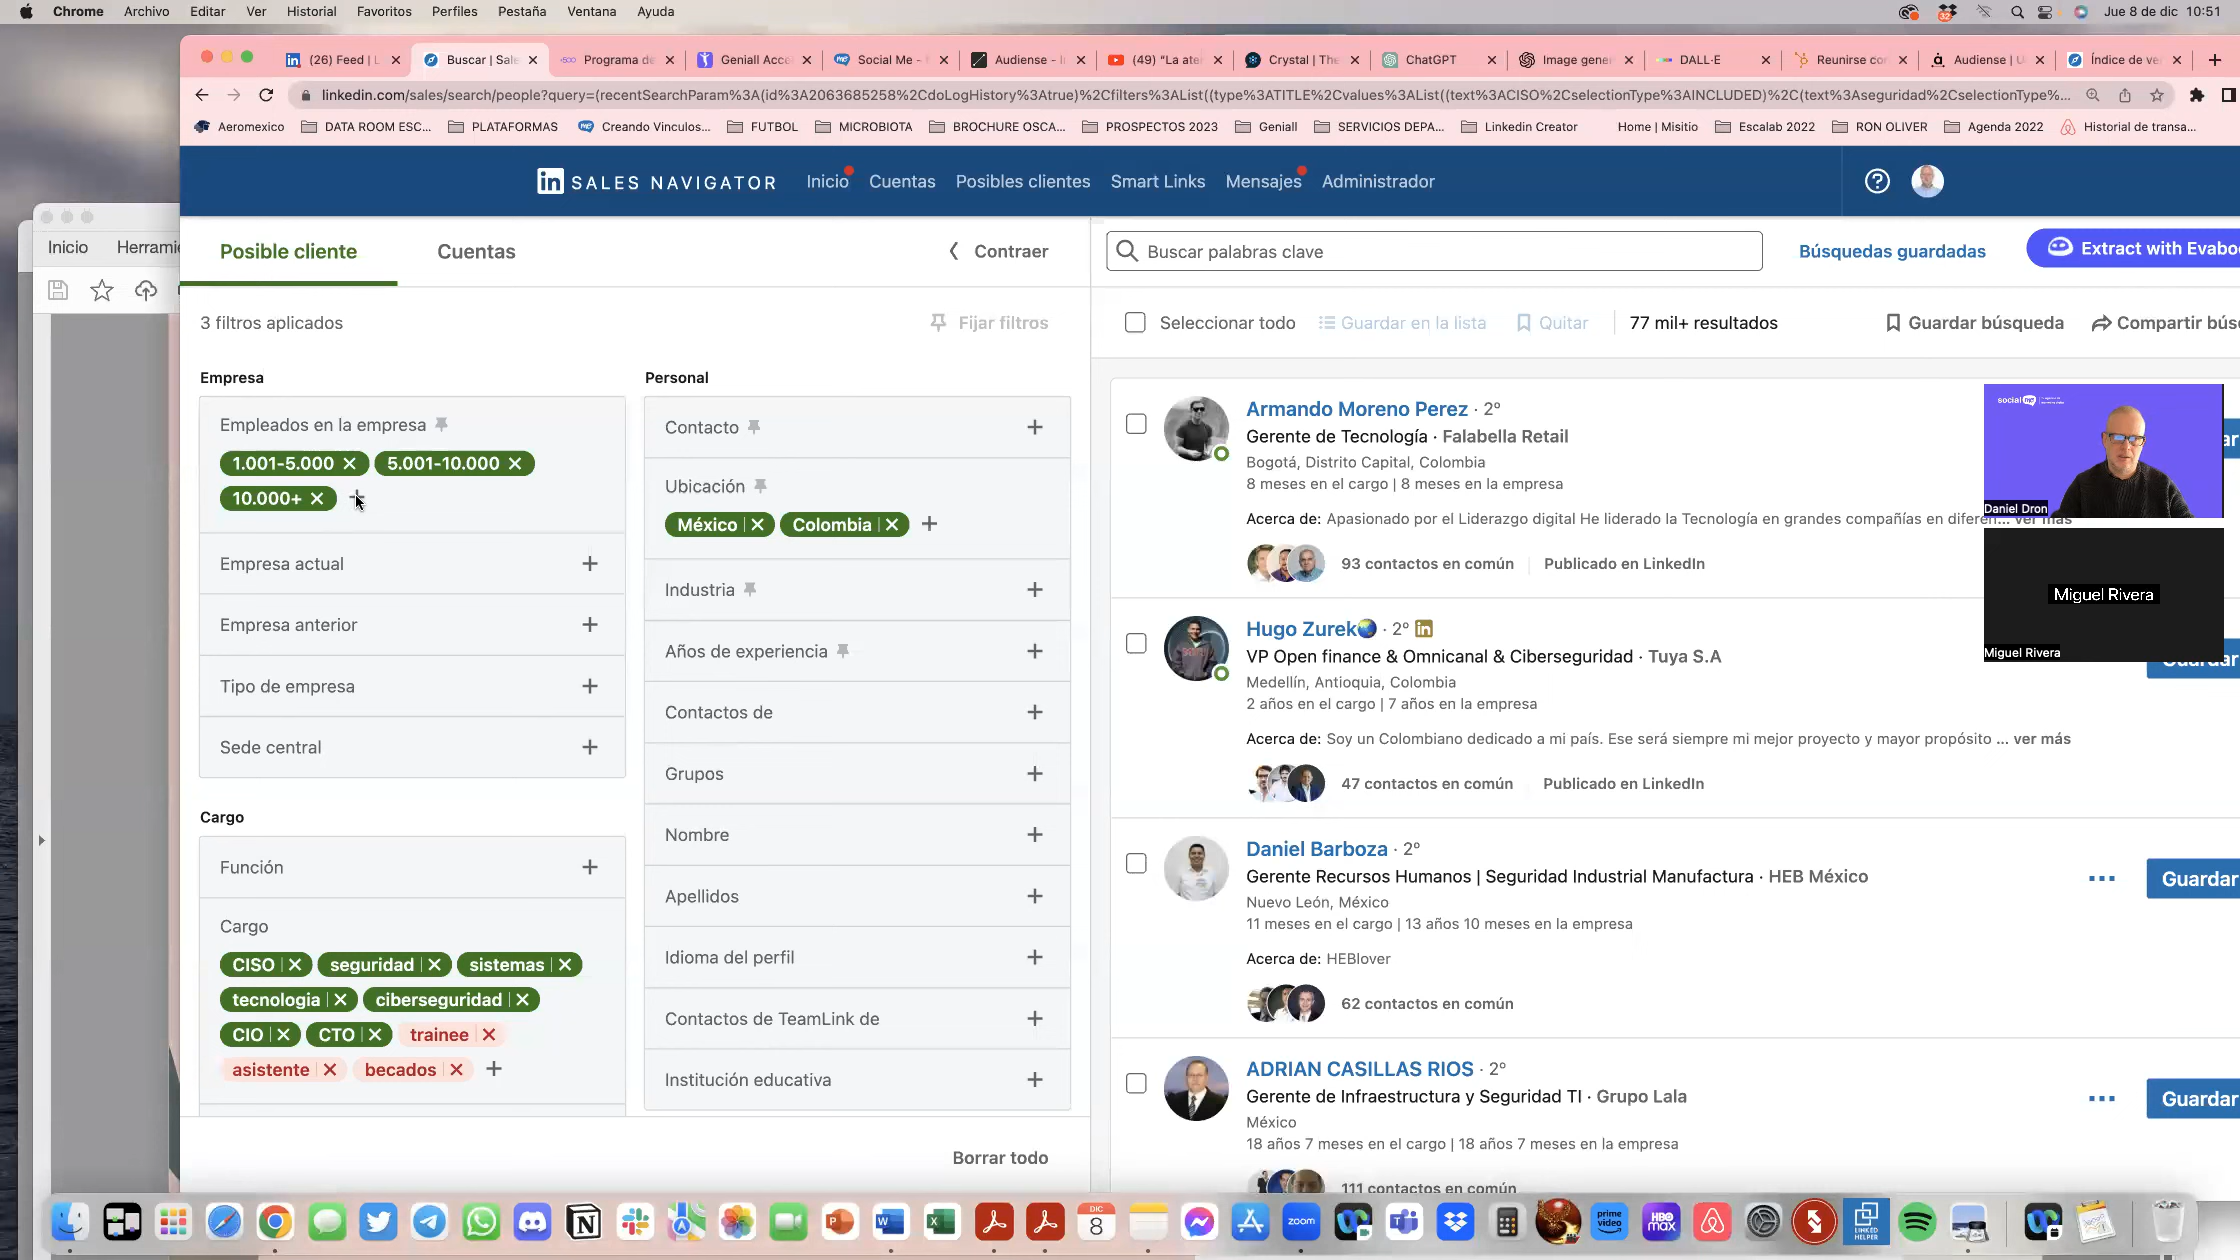 Chrome Archivo Editar Ver Historial Favoritos Perfiles Pestaña Ventana Ayuda
Jue 8 de dic 10:51
(26) Feed | L
Buscar | Sale
Programa de
Geniall Acco
Social Me -
Audiense - I
(49) "La ate
Crystal | The
ChatGPT
Image gene
DALL·E
Reunirse co
Audiense | U
Índice de ve
linkedin.com/sales/search/people?query=(recentSearchParam%3A(id%3A2063685258%2CdoLogHistory%3Atrue)%2Cfilters%3AList((type%3ATITLE%2Cvalues%3AList((text%3ACISO%2CselectionType%3AINCLUDED)%2C(text%3Aseguridad%2CselectionType%...
Aeromexico DATA ROOM ESC... PLATAFORMAS Creando Vinculos... FUTBOL MICROBIOTA BROCHURE OSCA... PROSPECTOS 2023 Geniall SERVICIOS DEPA... Linkedin Creator Home | Misitio Escalab 2022 RON OLIVER Agenda 2022 Historial de transa...
in SALES NAVIGATOR Inicio Cuentas Posibles clientes Smart Links Mensajes Administrador
Inicio Herramie
Posible cliente Cuentas Contraer
Buscar palabras clave
Búsquedas guardadas
Extract with Evaboo
3 filtros aplicados Fijar filtros
Seleccionar todo Guardar en la lista Quitar 77 mil+ resultados Guardar búsqueda Compartir bús
Empresa
Empleados en la empresa
1.001-5.000 5.001-10.000
10.000+
Empresa actual
Empresa anterior
Tipo de empresa
Sede central
Cargo
Función
Cargo
CISO seguridad sistemas
tecnologia ciberseguridad
CIO CTO trainee
asistente becados
Personal
Contacto
Ubicación
México Colombia
Industria
Años de experiencia
Contactos de
Grupos
Nombre
Apellidos
Idioma del perfil
Contactos de TeamLink de
Institución educativa
Borrar todo
Armando Moreno Perez · 2º
Gerente de Tecnología · Falabella Retail
Bogotá, Distrito Capital, Colombia
8 meses en el cargo | 8 meses en la empresa
Acerca de: Apasionado por el Liderazgo digital He liderado la Tecnología en grandes compañías en diferen... ver más
93 contactos en común Publicado en LinkedIn
Hugo Zurek · 2º in
VP Open finance & Omnicanal & Ciberseguridad · Tuya S.A
Medellín, Antioquia, Colombia
2 años en el cargo | 7 años en la empresa
Acerca de: Soy un Colombiano dedicado a mi país. Ese será siempre mi mejor proyecto y mayor propósito ... ver más
47 contactos en común Publicado en LinkedIn
Daniel Barboza · 2º
Gerente Recursos Humanos | Seguridad Industrial Manufactura · HEB México
Nuevo León, México
11 meses en el cargo | 13 años 10 meses en la empresa
Acerca de: HEBlover
62 contactos en común
Guardar
ADRIAN CASILLAS RIOS · 2º
Gerente de Infraestructura y Seguridad TI · Grupo Lala
México
18 años 7 meses en el cargo | 18 años 7 meses en la empresa
111 contactos en común
Guardar
social me
Daniel Dron
Miguel Rivera
Miguel Rivera
DIC
8
zoom
prime video
HBO max
LINKED HELPER